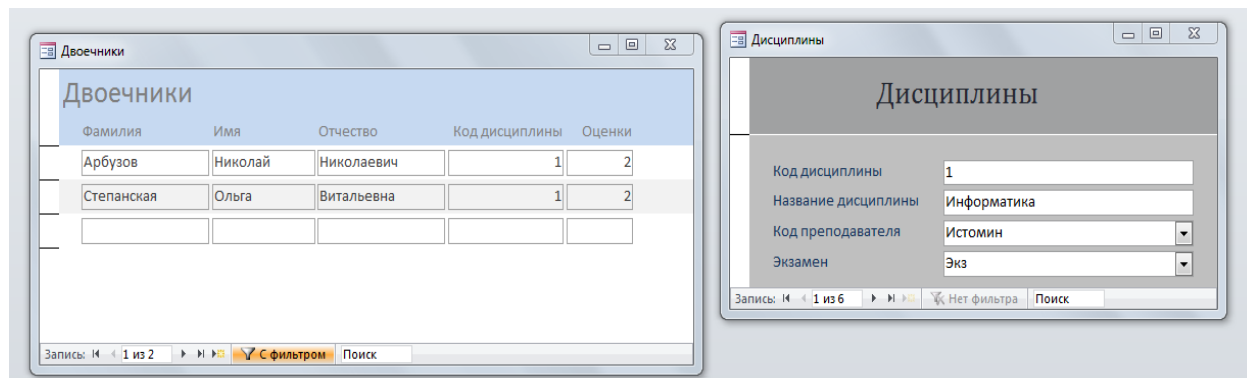 Двоечники
Двоечники
Фамилия Имя Отчество Код дисциплины Оценки
Арбузов Николай Николаевич 1 2
Степанская Ольга Витальевна 1 2
Запись: 1 из 2 С фильтром Поиск
Дисциплины
Дисциплины
Код дисциплины 1
Название дисциплины Информатика
Код преподавателя Истомин
Экзамен Экз
Запись: 1 из 6 Нет фильтра Поиск